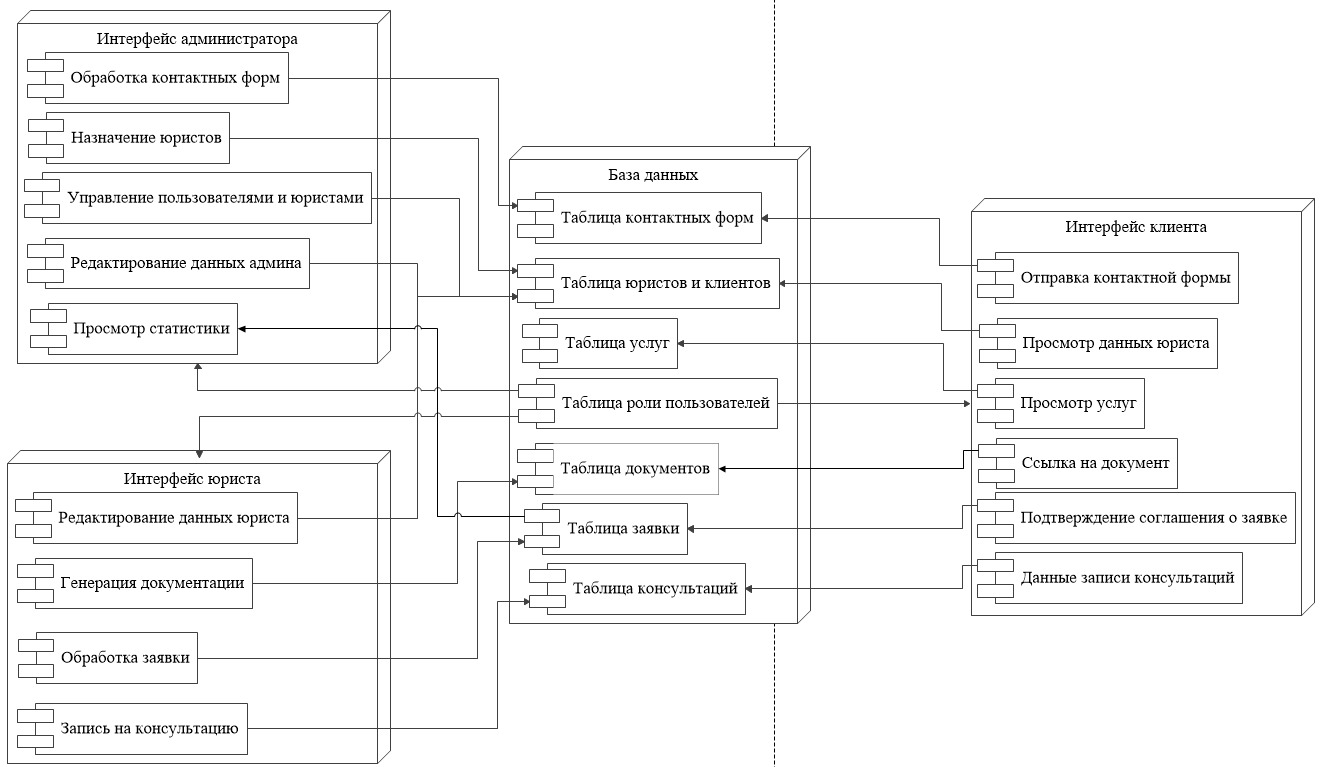 Интерфейс администратора
Обработка контактных форм
Назначение юристов
Управление пользователями и юристами
Редактирование данных админа
Просмотр статистики
Интерфейс юриста
Редактирование данных юриста
Генерация документации
Обработка заявки
Запись на консультацию
База данных
Таблица контактных форм
Таблица юристов и клиентов
Таблица услуг
Таблица роли пользователей
Таблица документов
Таблица заявки
Таблица консультаций
Интерфейс клиента
Отправка контактной формы
Просмотр данных юриста
Просмотр услуг
Ссылка на документ
Подтверждение соглашения о заявке
Данные записи консультаций